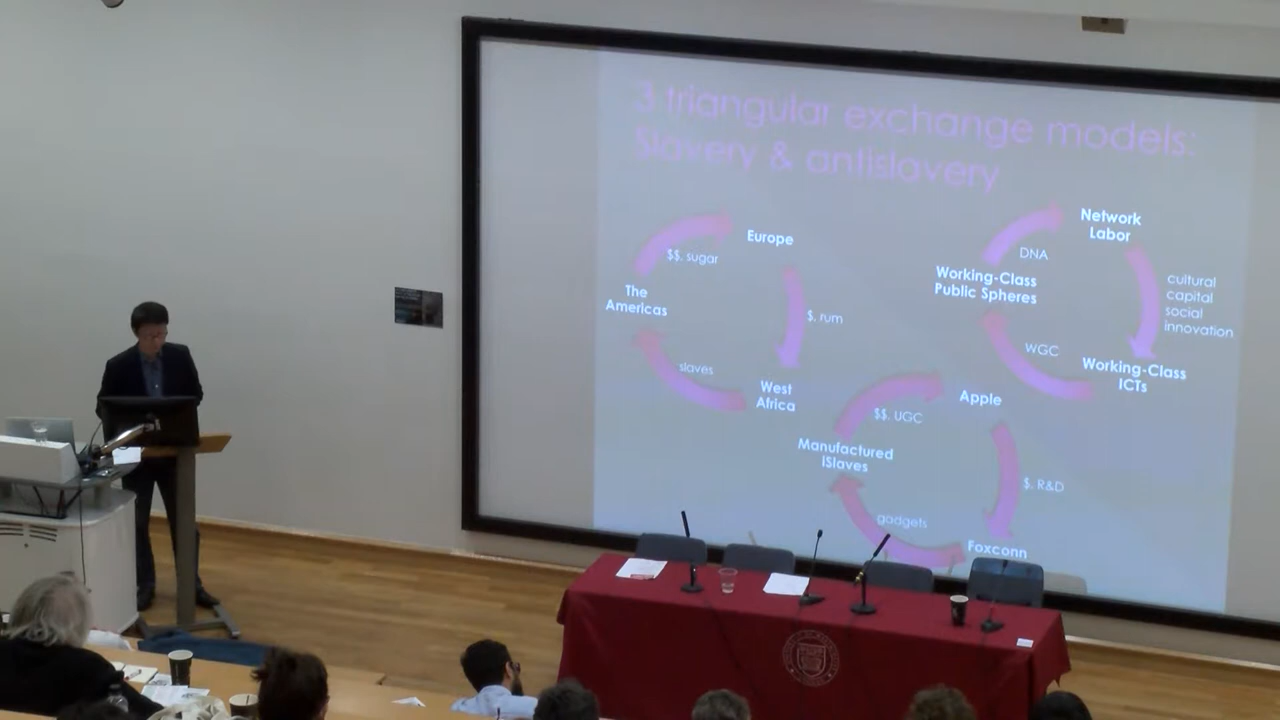 3 triangular exchange models:
Slavery & antislavery
Europe
$$, sugar
The
Americas
$, rum
slaves
West
Africa
Network
Labor
DNA
Working-Class
Public Spheres
cultural
capital
social
innovation
WGC
Working-Class
ICTs
Apple
$$, UGC
Manufactured
iSlaves
$, R&D
gadgets
Foxconn